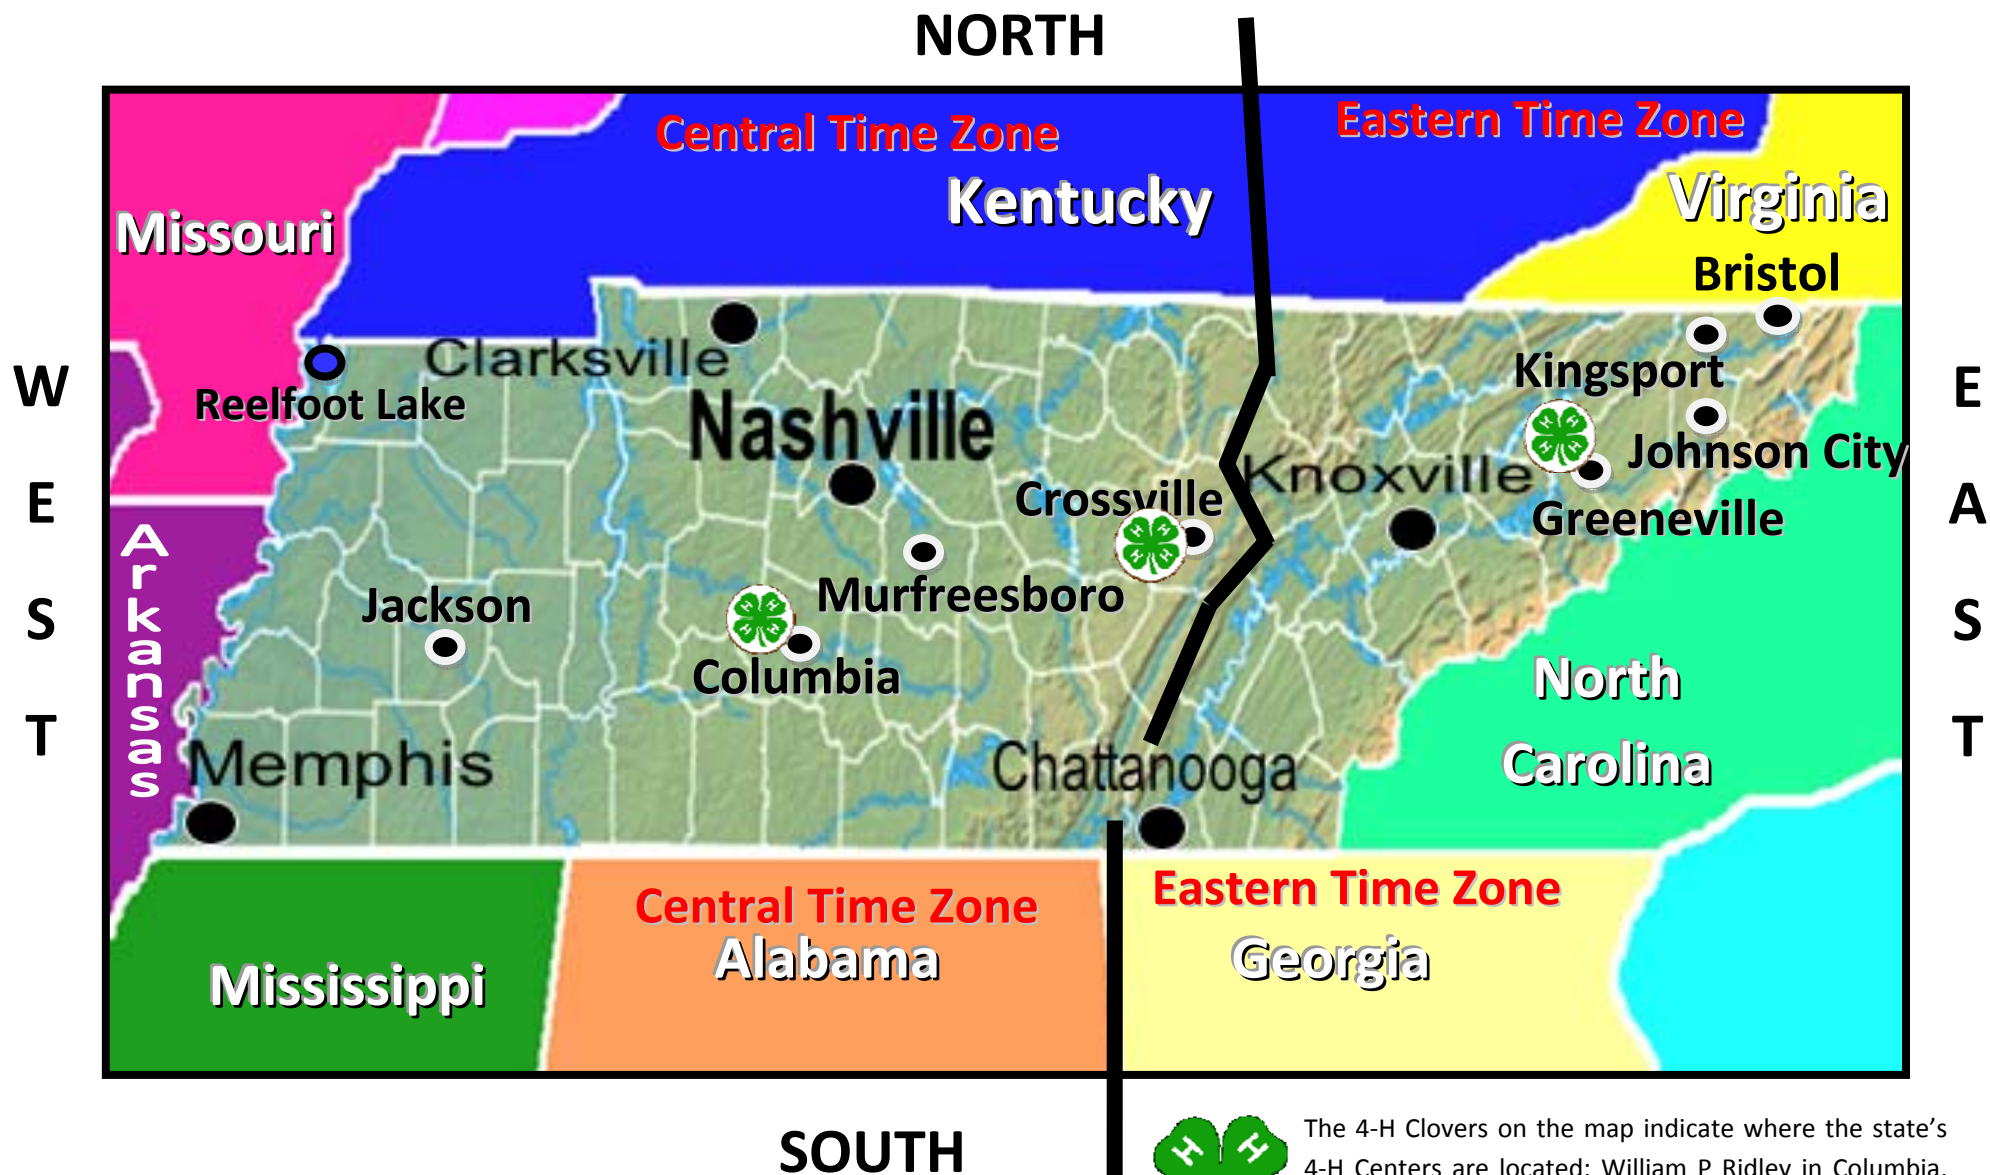 NORTH
Central Time Zone
Eastern Time Zone
Kentucky
Virginia
Missouri
Bristol
Clarksville
Reelfoot Lake
Kingsport
Nashville
Johnson City
Knoxville
Crossville
Greeneville
Murfreesboro
Jackson
Columbia
Arkansas
Memphis
Chattanooga
North
Carolina
WEST
EAST
Central Time Zone
Eastern Time Zone
Alabama
Georgia
Mississippi
SOUTH
H H
The 4-H Clovers on the map indicate where the state’s
4-H Centers are located: William P Ridley in Columbia,